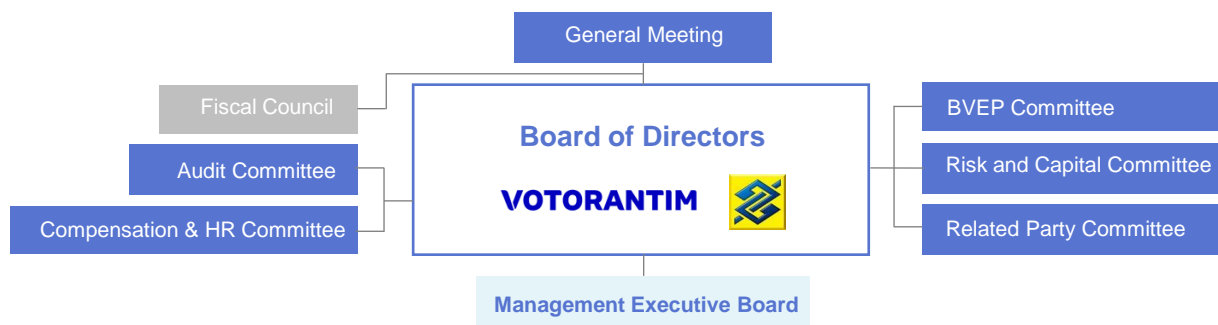 General Meeting
Fiscal Council
BVEP Committee
Board of Directors
Audit Committee
Risk and Capital Committee
VOTORANTIM
Compensation & HR Committee
Related Party Committee
Management Executive Board